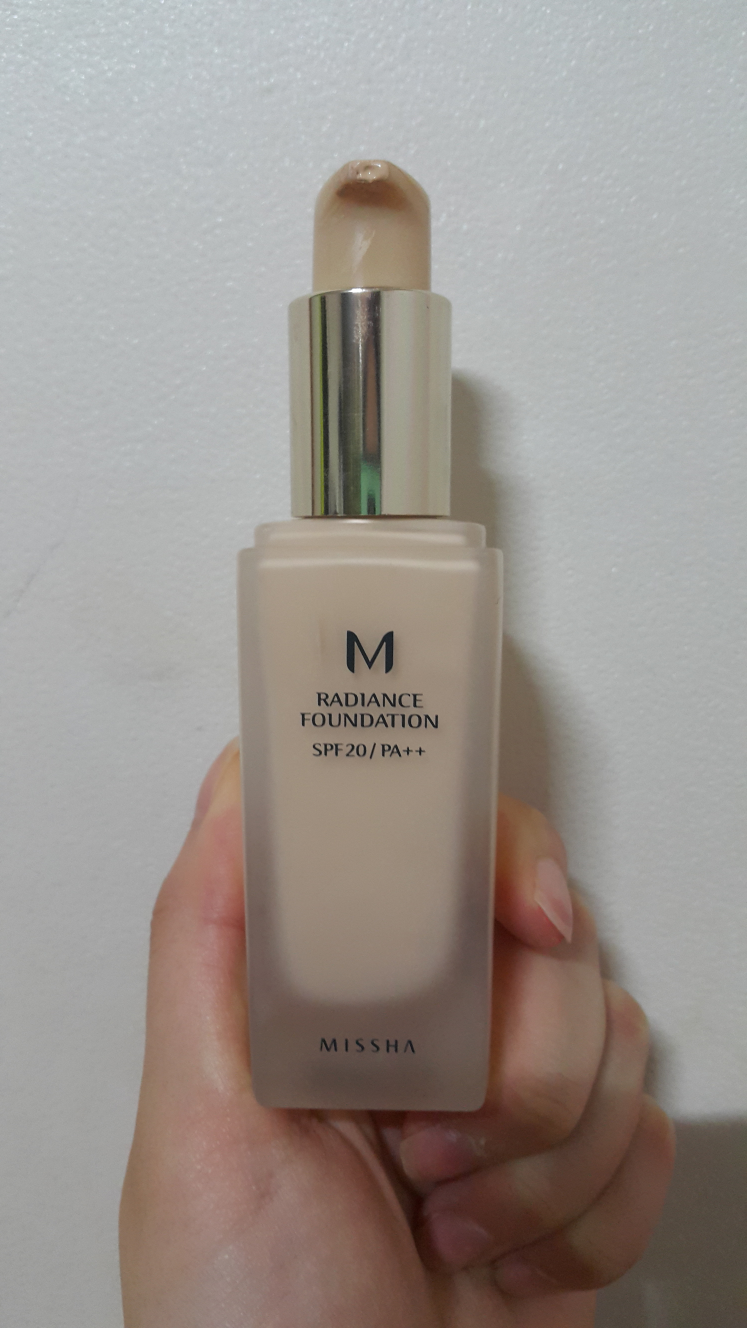 M
RADIANCE
FOUNDATION
SPF20/PA++
MISSHA